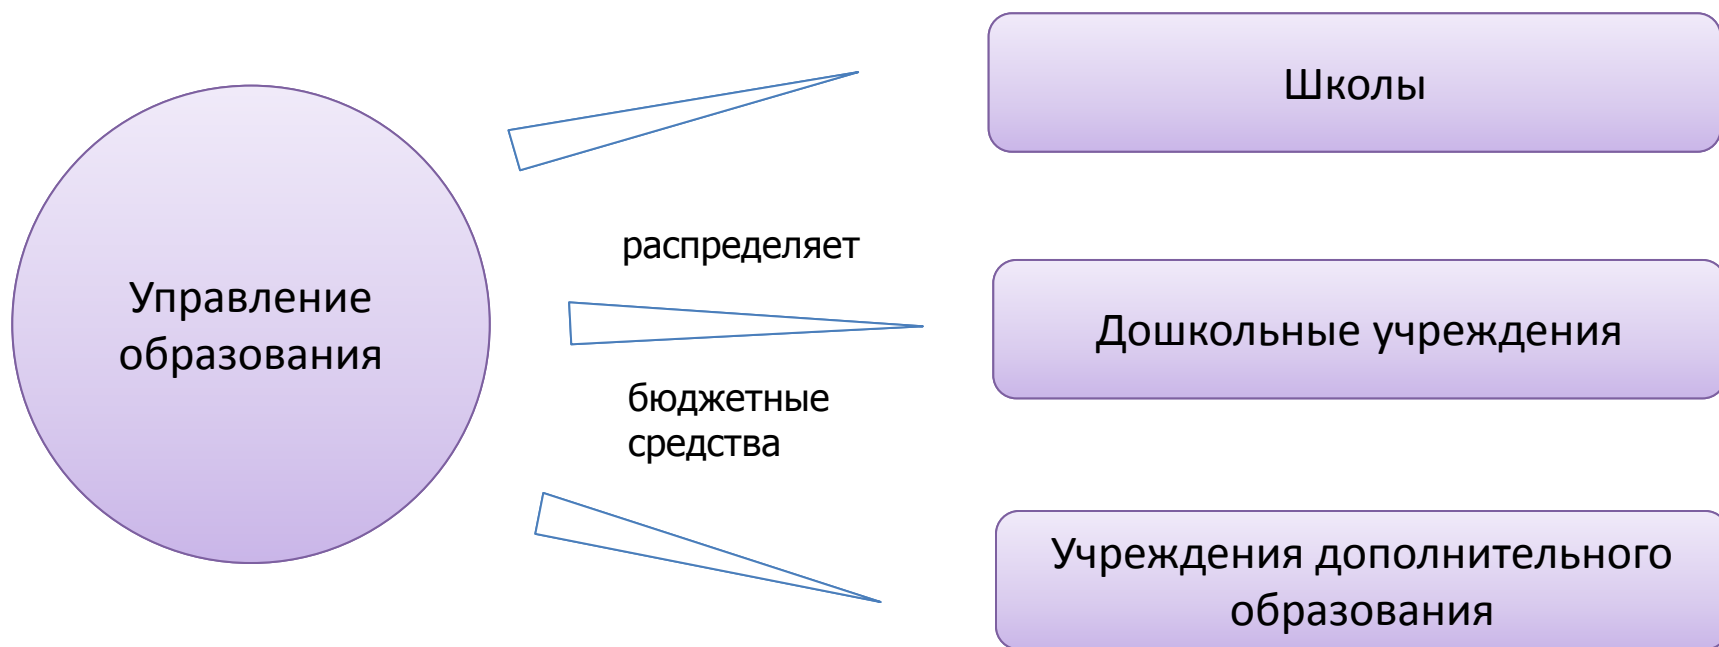 Школы
распределяет
Управление
образования
Дошкольные учреждения
бюджетные
средства
Учреждения дополнительного
образования